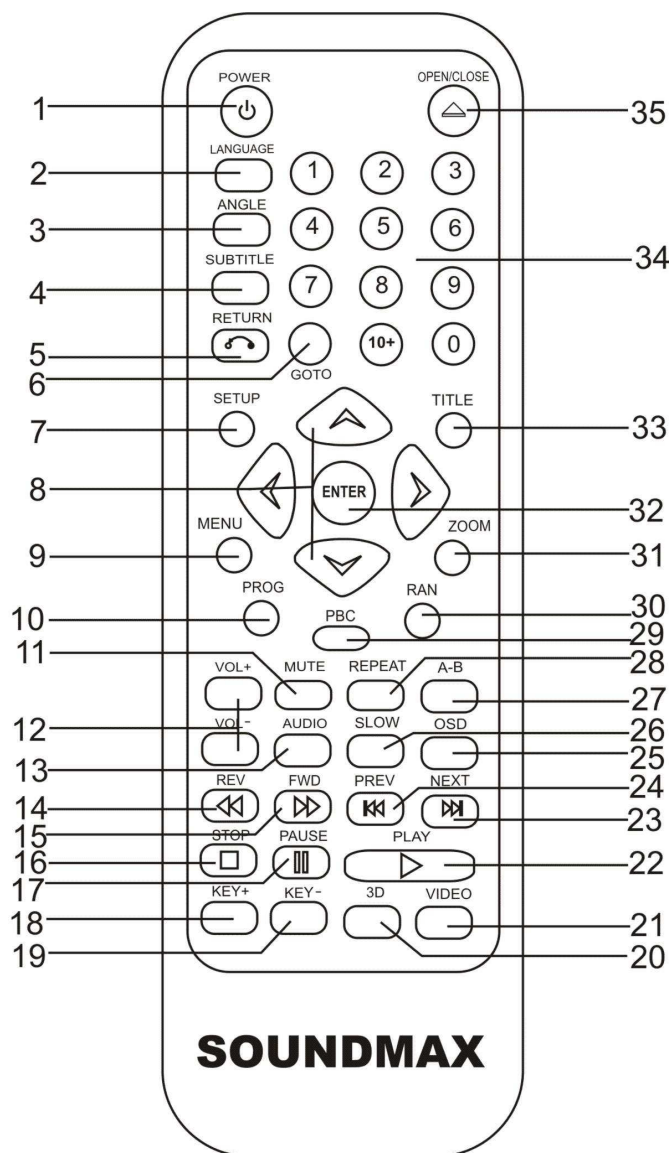 POWER OPEN/CLOSE
1 35
LANGUAGE 1 2 3
2
ANGLE 4 5 6
3
SUBTITLE 34
4 7 8 9
RETURN
5 10+ 0
6 GOTO
SETUP TITLE
7 33
8 ENTER
32
MENU ZOOM
9 31
PROG RAN
10 PBC 30
29
11 VOL+ MUTE REPEAT A-B 28
27
12 VOL- AUDIO SLOW OSD 26
13 25
REV FWD PREV NEXT 24
14
15 23
STOP PAUSE PLAY
16 22
17
KEY+ KEY- 3D VIDEO
18 21
19 20
SOUNDMAX